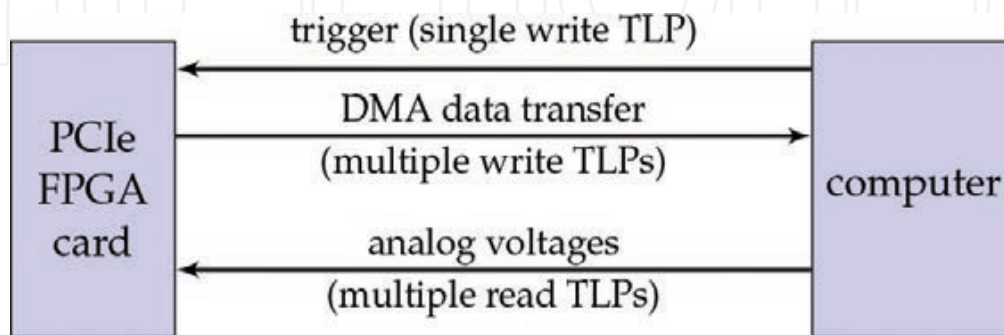 trigger (single write TLP)
DMA data transfer
(multiple write TLPs)
analog voltages
(multiple read TLPs)
PCIe
FPGA
card
computer